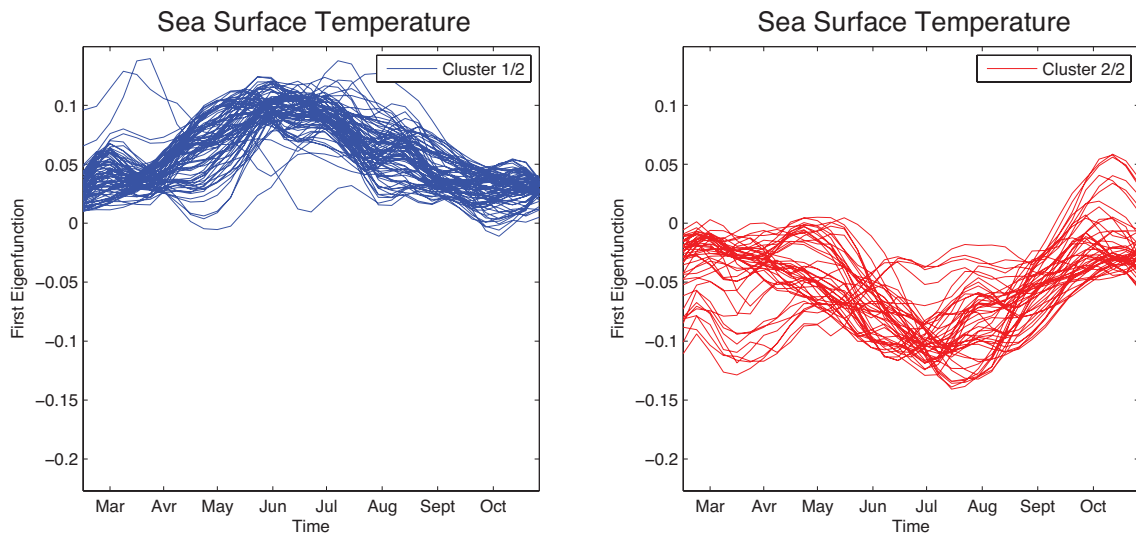 Sea Surface Temperature
Cluster 1/2
0.1
0.05
0
−0.05
−0.1
−0.15
−0.2
First Eigenfunction
Mar Avr May Jun Jul Aug Sept Oct
Time
Sea Surface Temperature
Cluster 2/2
0.1
0.05
0
−0.05
−0.1
−0.15
−0.2
First Eigenfunction
Mar Avr May Jun Jul Aug Sept Oct
Time